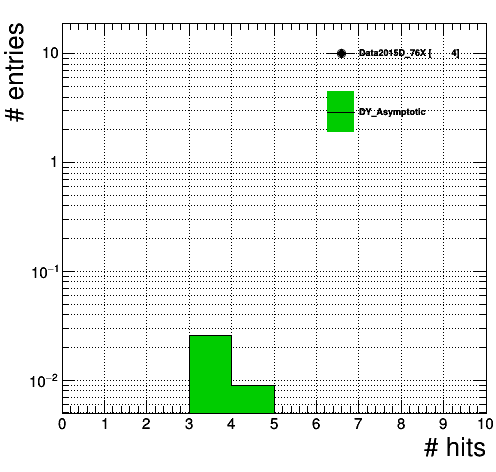 # entries
10
1
10⁻¹
10⁻²
Data2015D_76X [ 4]
DY_Asymptotic
0 1 2 3 4 5 6 7 8 9 10
# hits